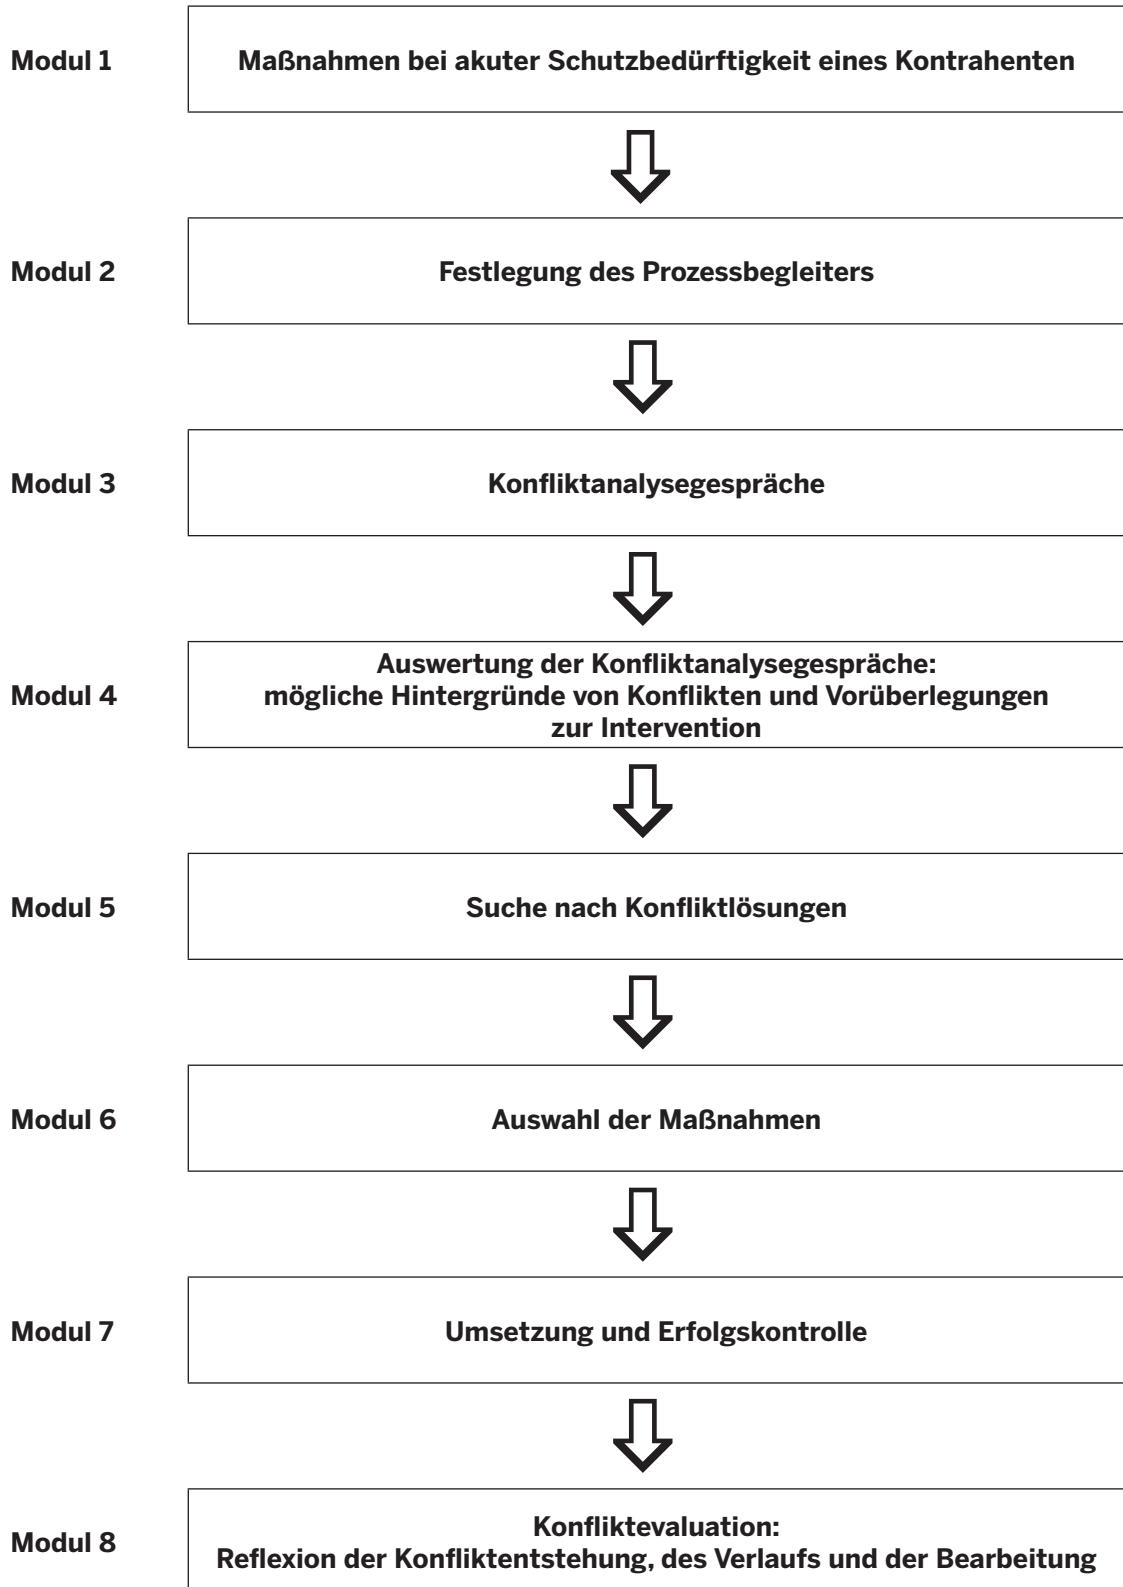 Modul 1
Maßnahmen bei akuter Schutzbedürftigkeit eines Kontrahenten
Modul 2
Festlegung des Prozessbegleiters
Modul 3
Konfliktanalysegespräche
Modul 4
Auswertung der Konfliktanalysegespräche:
mögliche Hintergründe von Konflikten und Vorüberlegungen
zur Intervention
Modul 5
Suche nach Konfliktlösungen
Modul 6
Auswahl der Maßnahmen
Modul 7
Umsetzung und Erfolgskontrolle
Modul 8
Konfliktevaluation:
Reflexion der Konfliktentstehung, des Verlaufs und der Bearbeitung